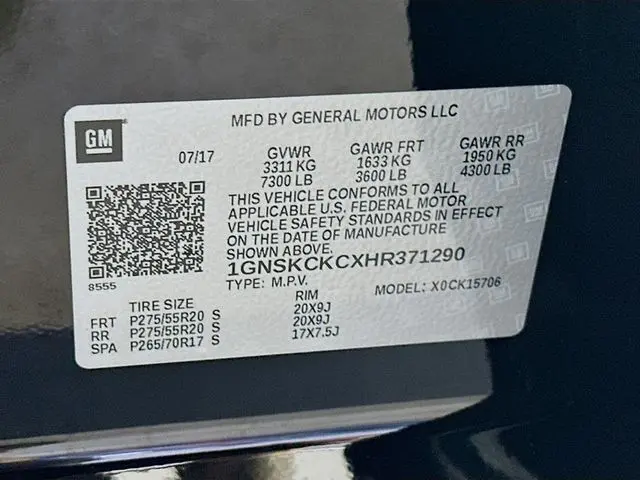 MFD BY GENERAL MOTORS LLC
GM
07/17 GVWR GAWR FRT GAWR RR
3311 KG 1633 KG 1950 KG
7300 LB 3600 LB 4300 LB
THIS VEHICLE CONFORMS TO ALL
APPLICABLE U.S. FEDERAL MOTOR
VEHICLE SAFETY STANDARDS IN EFFECT
ON THE DATE OF MANUFACTURE
SHOWN ABOVE.
8555
1GNSKCKCXHR371290
TYPE: M.P.V. MODEL: X0CK15706
TIRE SIZE RIM
FRT P275/55R20 S 20X9J
RR P275/55R20 S 20X9J
SPA P265/70R17 S 17X7.5J